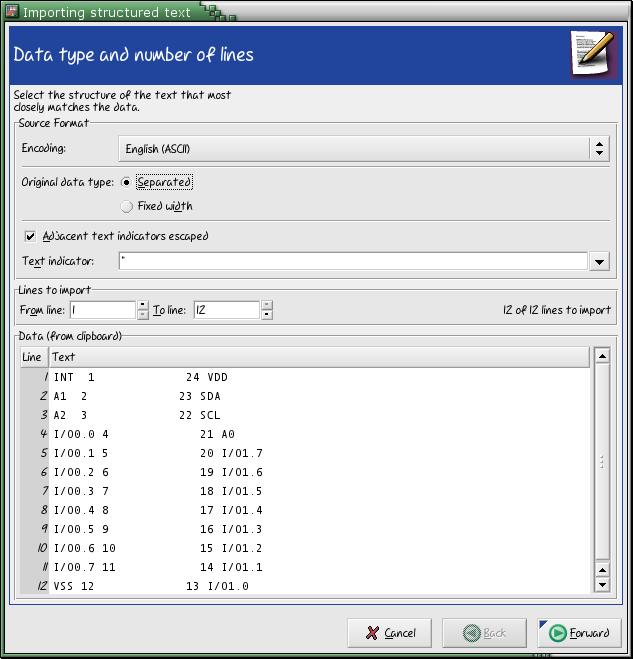 Importing structured text
Data type and number of lines
Select the structure of the text that most
closely matches the data.
Source Format
Encoding: English (ASCII)
Original data type: Separated
Fixed width
Adjacent text indicators escaped
Text indicator: "
Lines to import
From line: 1 To line: 12 12 of 12 lines to import
Data (from clipboard)
Line Text
1 INT 1 24 VDD
2 A1 2 23 SDA
3 A2 3 22 SCL
4 I/O0.0 4 21 A0
5 I/O0.1 5 20 I/O1.7
6 I/O0.2 6 19 I/O1.6
7 I/O0.3 7 18 I/O1.5
8 I/O0.4 8 17 I/O1.4
9 I/O0.5 9 16 I/O1.3
10 I/O0.6 10 15 I/O1.2
11 I/O0.7 11 14 I/O1.1
12 VSS 12 13 I/O1.0
Cancel Back Forward